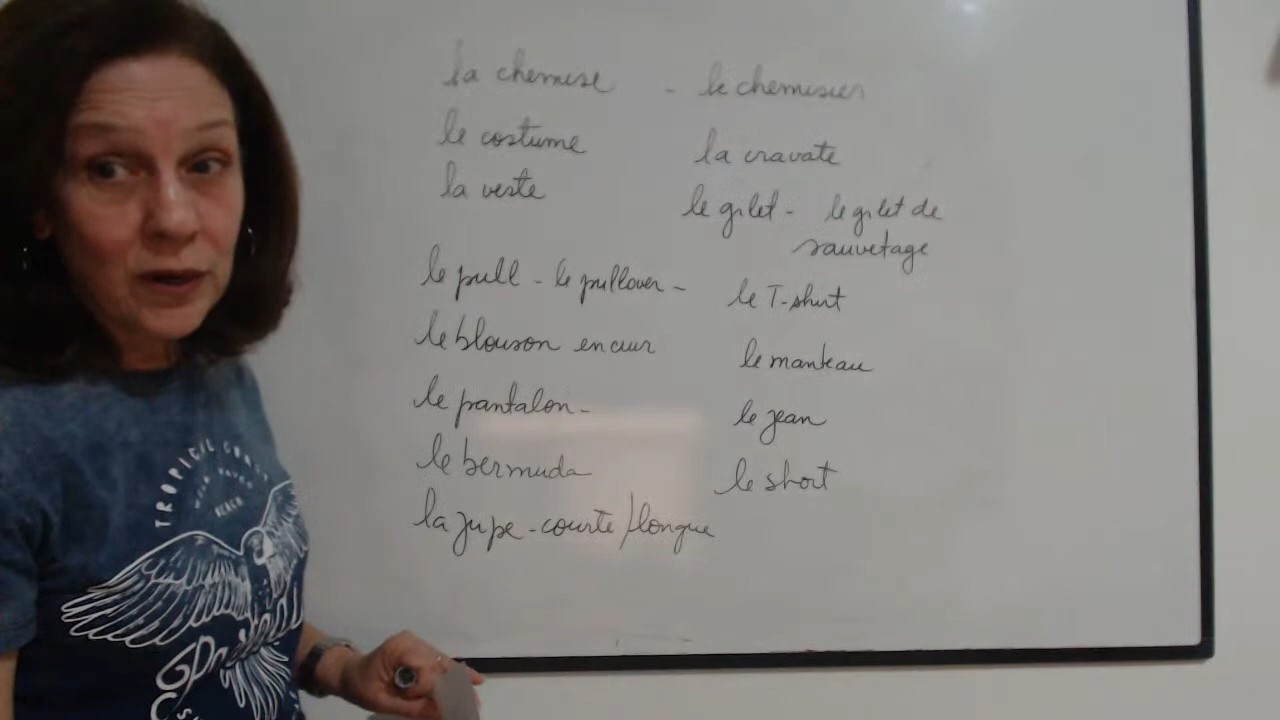 la chemise - le chemisier
le costume la cravate
la veste le gilet - le gilet de
sauvetage
le pull - le pullover - le T-shirt
le blouson en cuir le manteau
le pantalon - le jean
le bermuda le short
la jupe - courte / longue
TROPICAL
BEACH